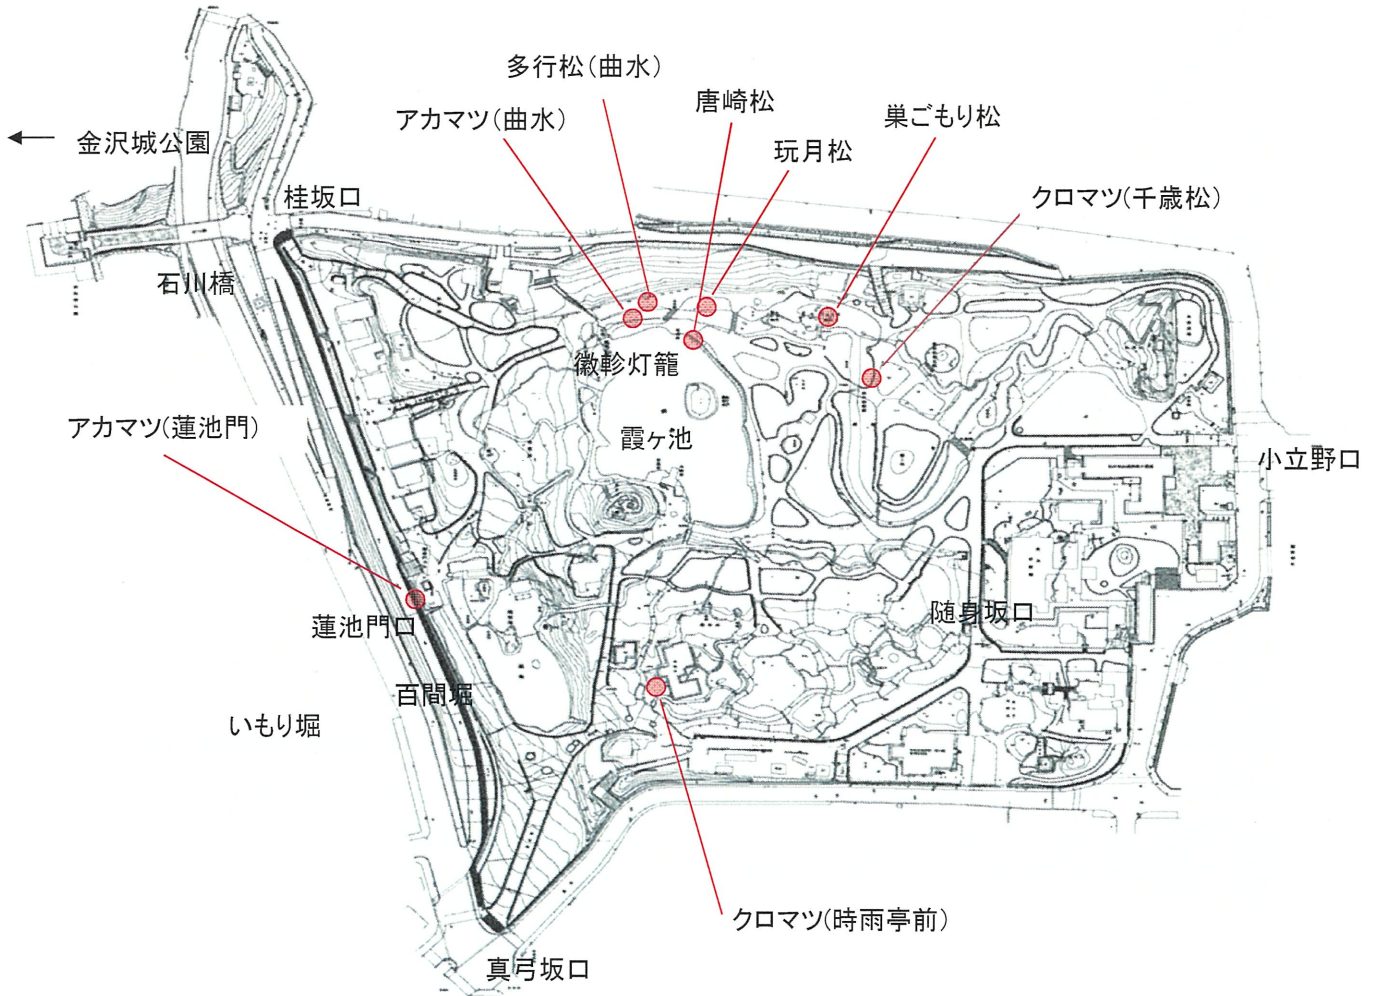 多行松(曲水)
唐崎松
アカマツ(曲水)
巣ごもり松
玩月松
← 金沢城公園
桂坂口
クロマツ(千歳松)
石川橋
徽軫灯籠
アカマツ(蓮池門)
霞ヶ池
小立野口
蓮池門口
随身坂口
百間堀
いもり堀
クロマツ(時雨亭前)
真弓坂口